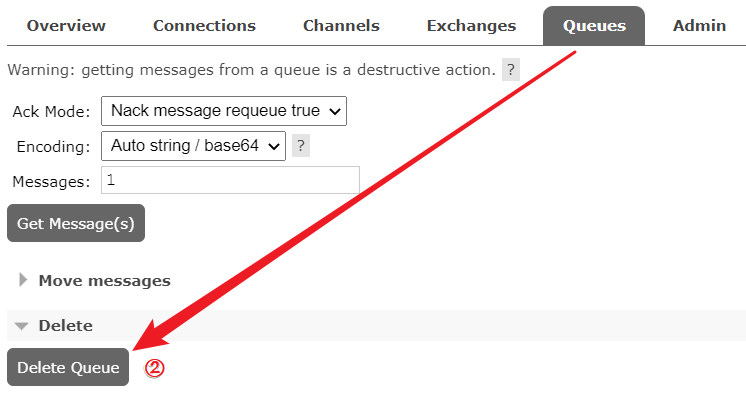 Overview Connections Channels Exchanges Queues Admin
Warning: getting messages from a queue is a destructive action. ?
Ack Mode: Nack message requeue true
Encoding: Auto string / base64 ?
Messages: 1
Get Message(s)
Move messages
Delete
Delete Queue ②